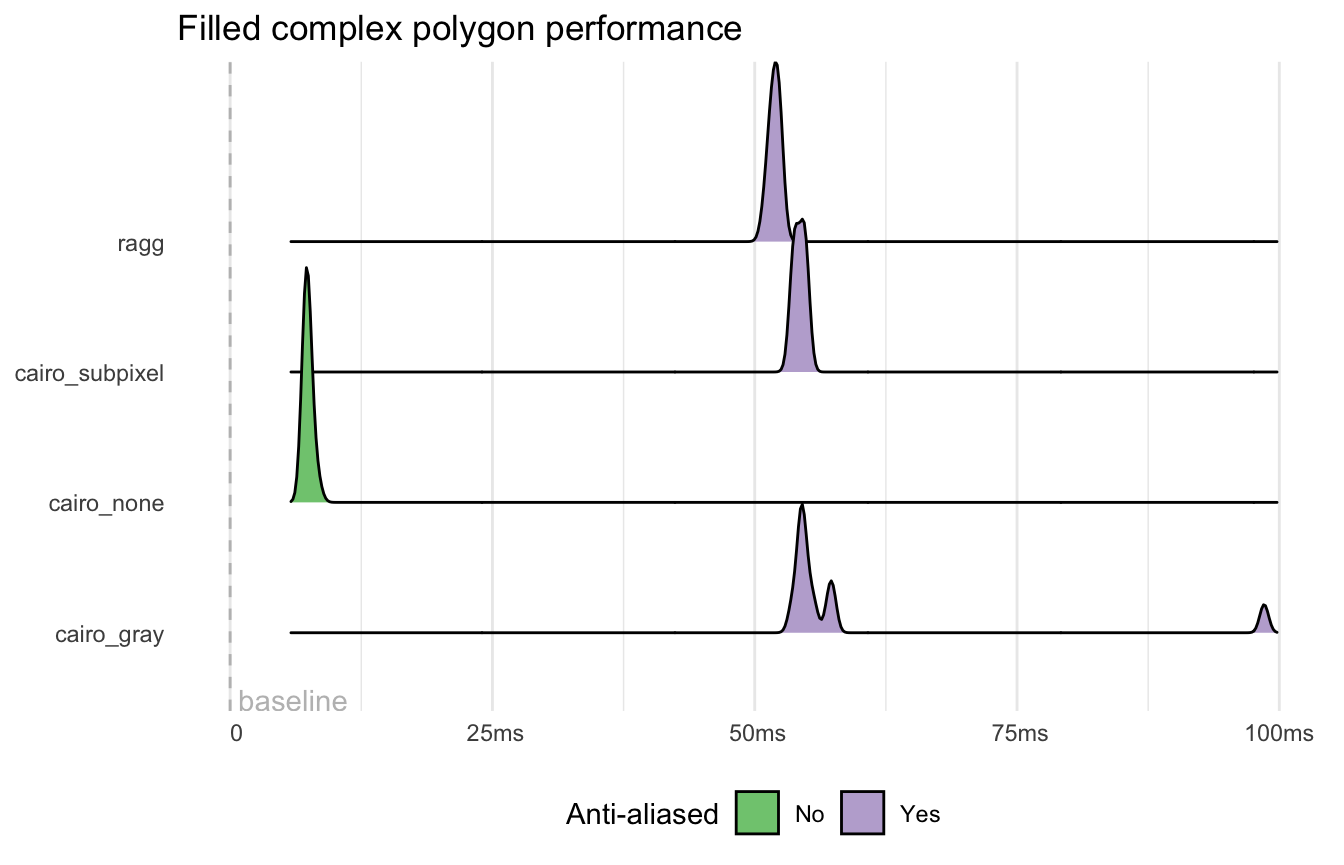 Filled complex polygon performance
ragg
cairo_subpixel
cairo_none
cairo_gray
baseline
0 25ms 50ms 75ms 100ms
Anti-aliased No Yes